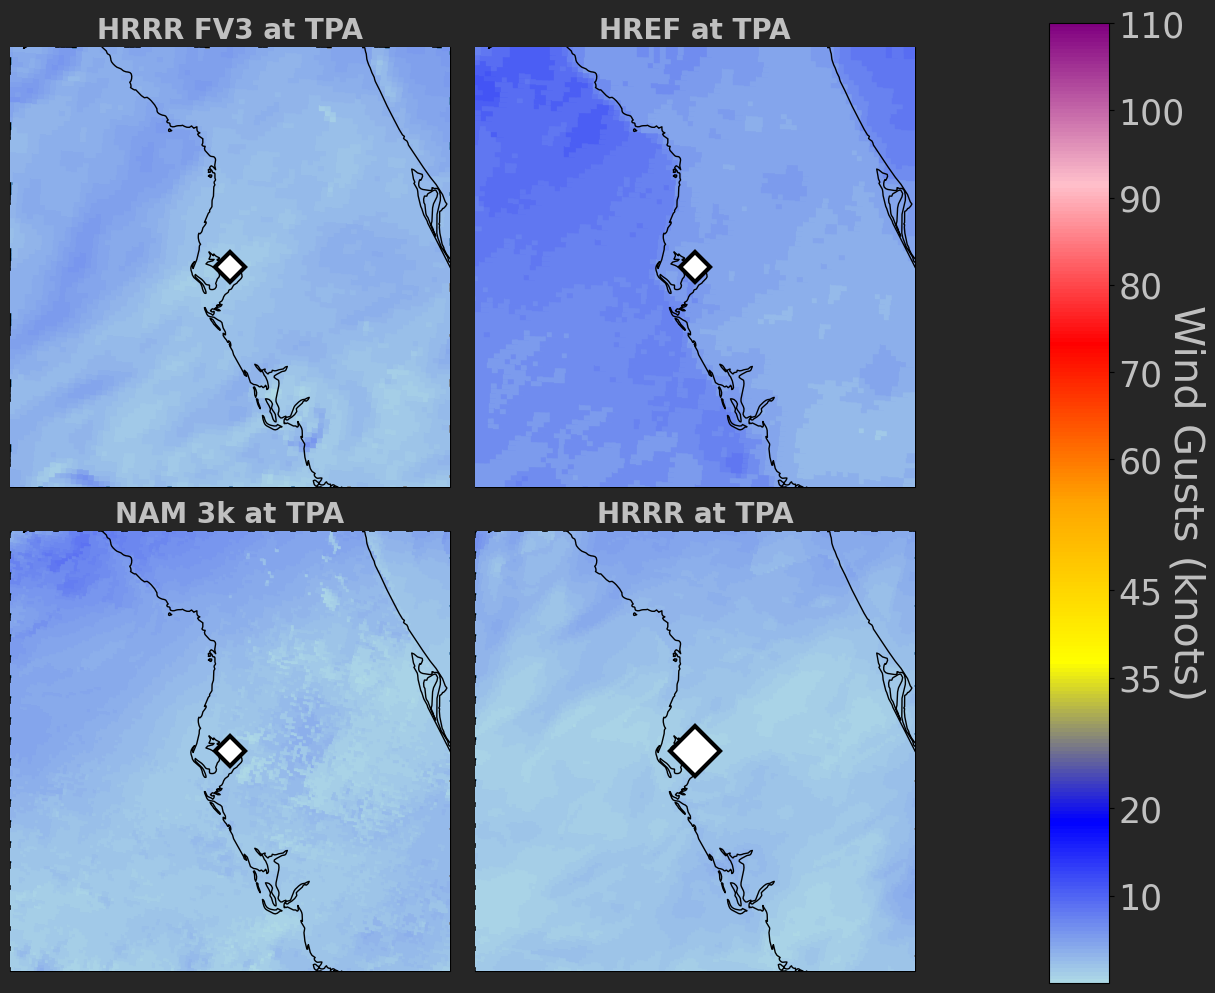 HRRR FV3 at TPA
HREF at TPA
NAM 3k at TPA
HRRR at TPA
110
100
90
80
70
60
45
35
20
10
Wind Gusts (knots)